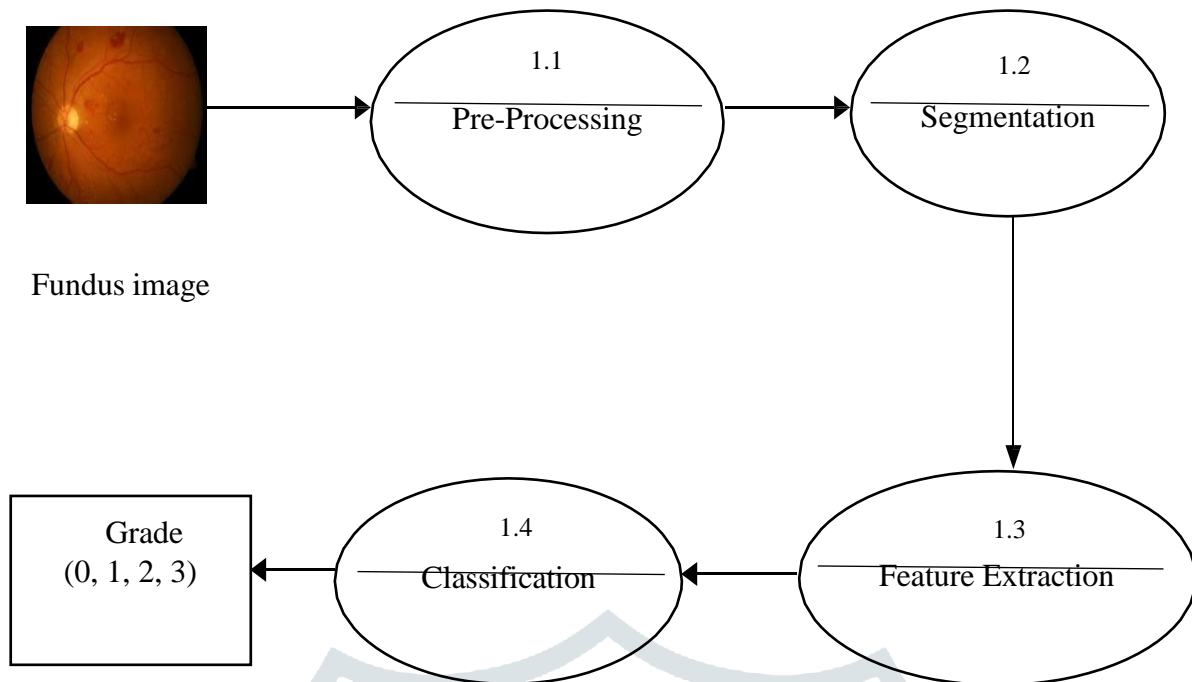 1.1
Pre-Processing
1.2
Segmentation
Fundus image
1.3
Feature Extraction
1.4
Classification
Grade
(0, 1, 2, 3)